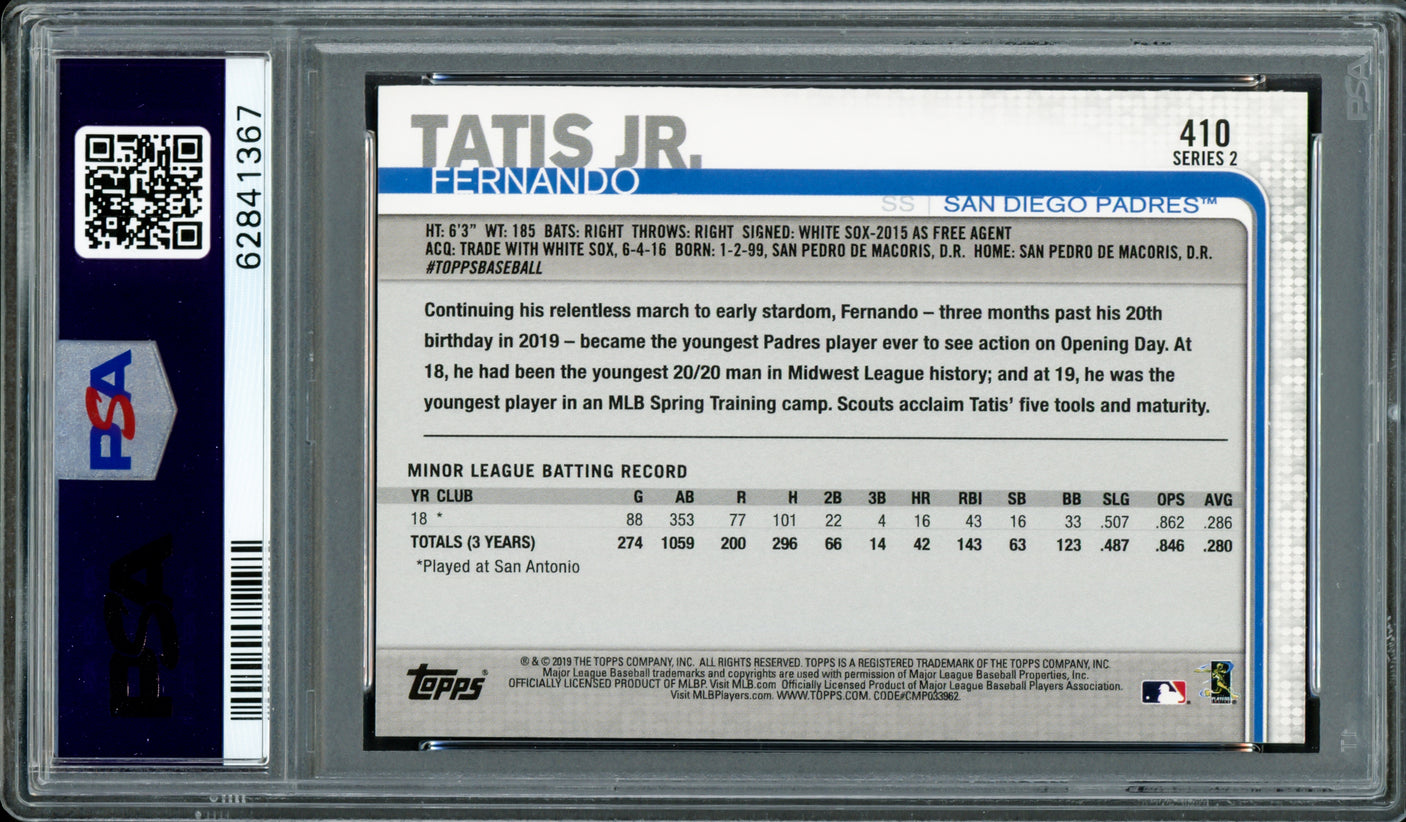 62841367
PSA
PSA
PSA
TATIS JR.
FERNANDO
410
SERIES 2
SS | SAN DIEGO PADRES™
HT: 6'3" WT: 185 BATS: RIGHT THROWS: RIGHT SIGNED: WHITE SOX-2015 AS FREE AGENT
ACQ: TRADE WITH WHITE SOX, 6-4-16 BORN: 1-2-99, SAN PEDRO DE MACORIS, D.R. HOME: SAN PEDRO DE MACORIS, D.R.
#TOPPSBASEBALL
Continuing his relentless march to early stardom, Fernando – three months past his 20th
birthday in 2019 – became the youngest Padres player ever to see action on Opening Day. At
18, he had been the youngest 20/20 man in Midwest League history; and at 19, he was the
youngest player in an MLB Spring Training camp. Scouts acclaim Tatis' five tools and maturity.
MINOR LEAGUE BATTING RECORD
YR CLUB G AB R H 2B 3B HR RBI SB BB SLG OPS AVG
18 * 88 353 77 101 22 4 16 43 16 33 .507 .862 .286
TOTALS (3 YEARS) 274 1059 200 296 66 14 42 143 63 123 .487 .846 .280
*Played at San Antonio
Topps®
® & © 2019 THE TOPPS COMPANY, INC. ALL RIGHTS RESERVED. TOPPS IS A REGISTERED TRADEMARK OF THE TOPPS COMPANY, INC.
Major League Baseball trademarks and copyrights are used with permission of Major League Baseball Properties, Inc.
OFFICIALLY LICENSED PRODUCT OF MLBP. Visit MLB.com Officially Licensed Product of Major League Baseball Players Association.
Visit MLBPlayers.com. WWW.TOPPS.COM. CODE#CMP033962.